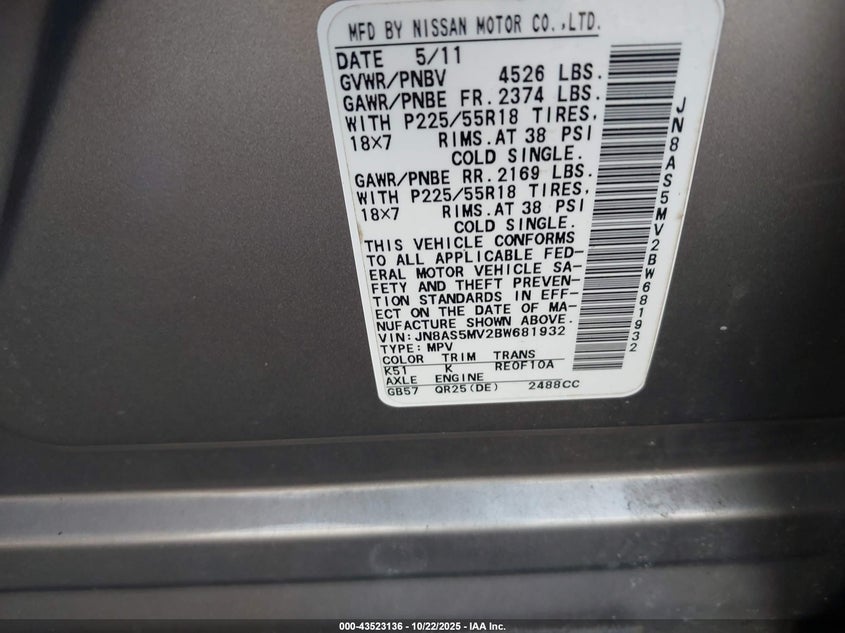 MFD BY NISSAN MOTOR CO.,LTD.
DATE 5/11
GVWR/PNBV 4526 LBS.
GAWR/PNBE FR. 2374 LBS.
WITH P225/55R18 TIRES,
18×7 RIMS.AT 38 PSI
COLD SINGLE.
GAWR/PNBE RR. 2169 LBS.
WITH P225/55R18 TIRES,
18×7 RIMS.AT 38 PSI
COLD SINGLE.
THIS VEHICLE CONFORMS
TO ALL APPLICABLE FED-
ERAL MOTOR VEHICLE SA-
FETY AND THEFT PREVEN-
TION STANDARDS IN EFF-
ECT ON THE DATE OF MA-
NUFACTURE SHOWN ABOVE.
VIN: JN8AS5MV2BW681932
TYPE: MPV
COLOR TRIM TRANS
K51 K RE0F10A
AXLE ENGINE
GB57 QR25(DE) 2488CC
JN8AS5MV2BW681932
000-43523136 - 10/22/2025 - IAA Inc.